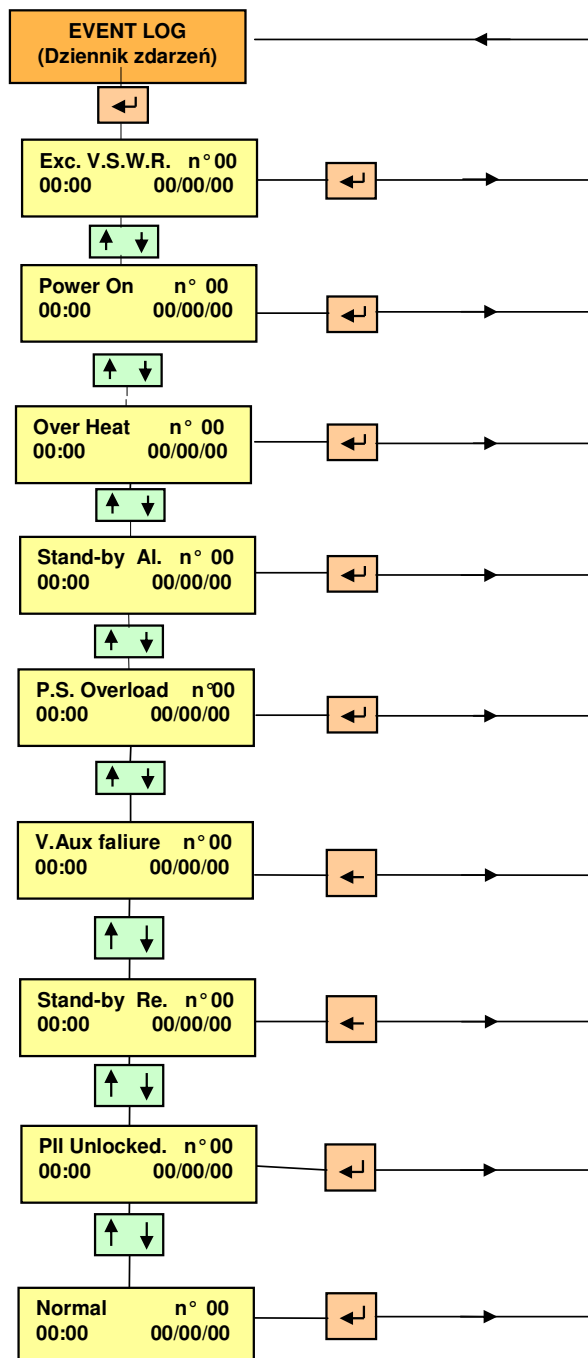 EVENT LOG
(Dziennik zdarzeń)
Exc. V.S.W.R. n° 00
00:00 00/00/00
Power On n° 00
00:00 00/00/00
Over Heat n° 00
00:00 00/00/00
Stand-by Al. n° 00
00:00 00/00/00
P.S. Overload n°00
00:00 00/00/00
V.Aux faliure n° 00
00:00 00/00/00
Stand-by Re. n° 00
00:00 00/00/00
Pll Unlocked. n° 00
00:00 00/00/00
Normal n° 00
00:00 00/00/00